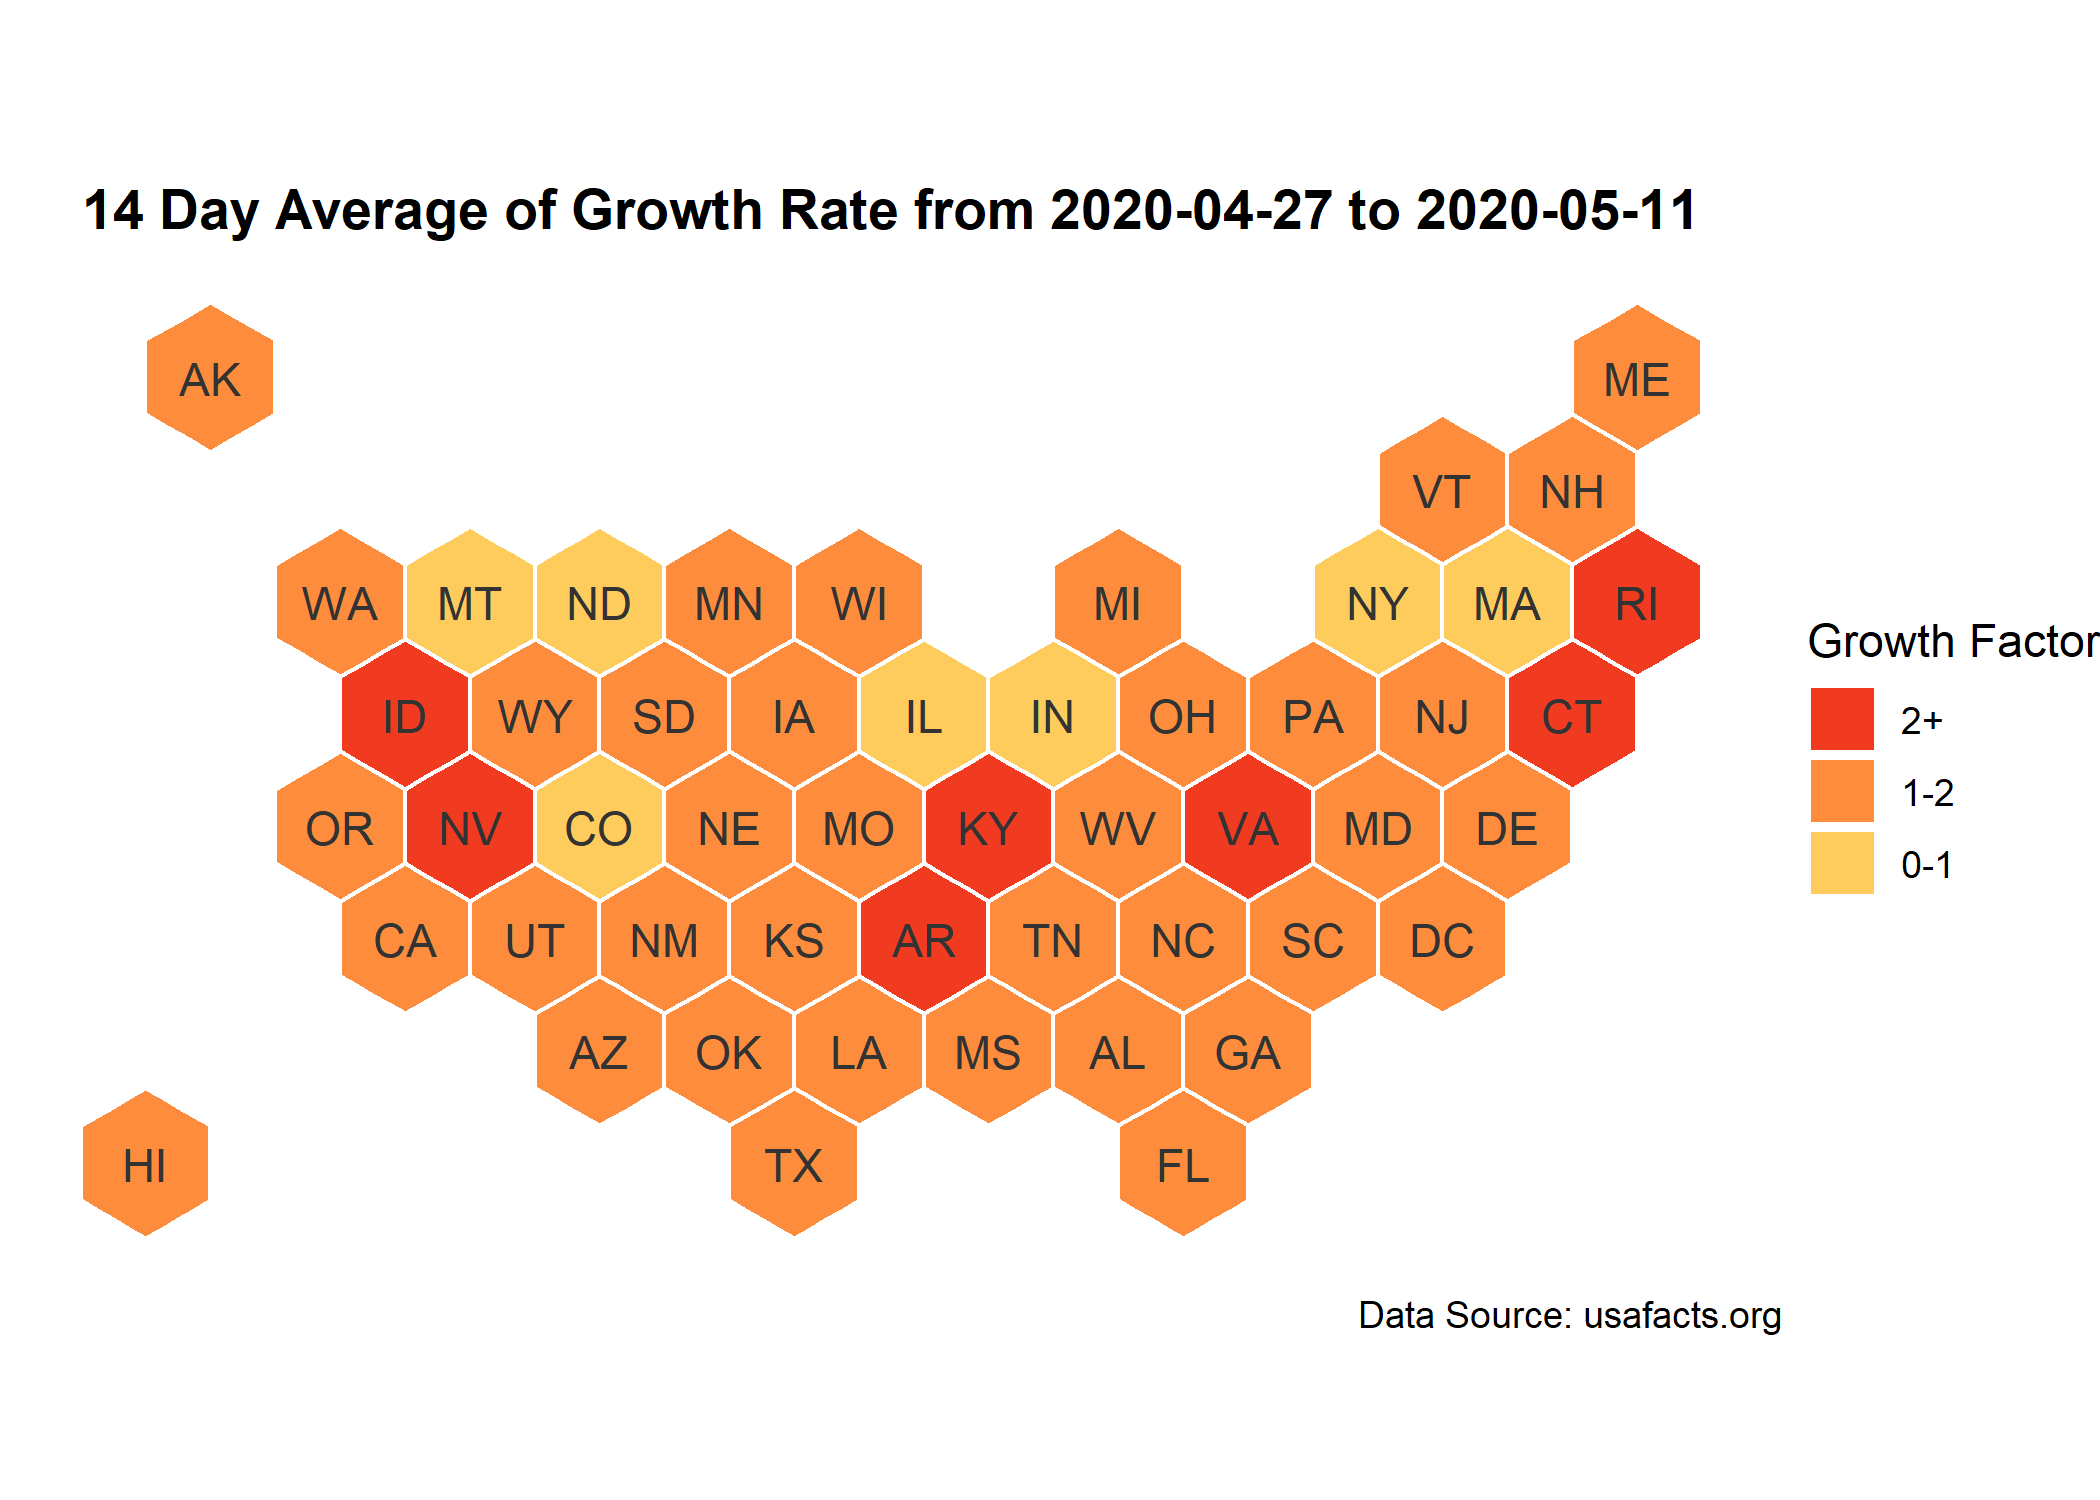 14 Day Average of Growth Rate from 2020-04-27 to 2020-05-11
AK
ME
VT NH
WA MT ND MN WI MI NY MA RI
ID WY SD IA IL IN OH PA NJ CT
OR NV CO NE MO KY WV VA MD DE
CA UT NM KS AR TN NC SC DC
AZ OK LA MS AL GA
HI TX FL
Growth Factor
2+
1-2
0-1
Data Source: usafacts.org